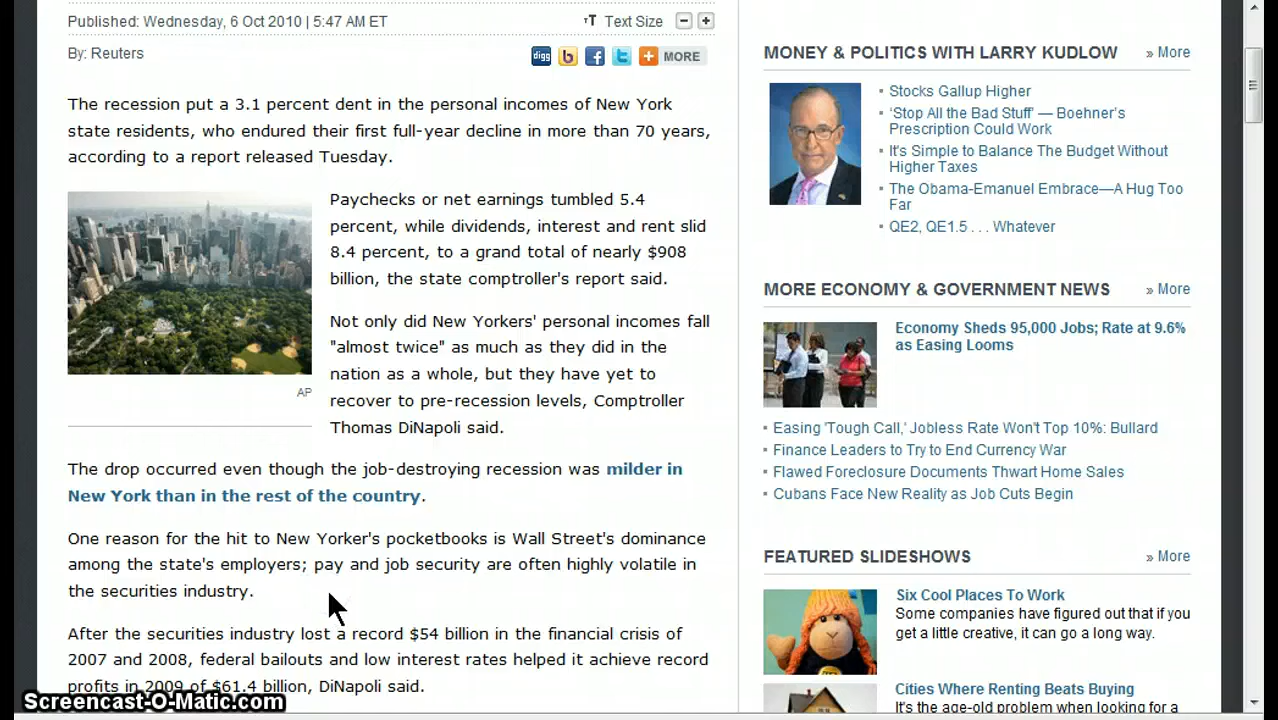 Published: Wednesday, 6 Oct 2010 | 5:47 AM ET
тT Text Size
By: Reuters
digg
b
f
t
MORE
The recession put a 3.1 percent dent in the personal incomes of New York
state residents, who endured their first full-year decline in more than 70 years,
according to a report released Tuesday.
Paychecks or net earnings tumbled 5.4
percent, while dividends, interest and rent slid
8.4 percent, to a grand total of nearly $908
billion, the state comptroller's report said.
AP
Not only did New Yorkers' personal incomes fall
"almost twice" as much as they did in the
nation as a whole, but they have yet to
recover to pre-recession levels, Comptroller
Thomas DiNapoli said.
The drop occurred even though the job-destroying recession was milder in
New York than in the rest of the country.
One reason for the hit to New Yorker's pocketbooks is Wall Street's dominance
among the state's employers; pay and job security are often highly volatile in
the securities industry.
After the securities industry lost a record $54 billion in the financial crisis of
2007 and 2008, federal bailouts and low interest rates helped it achieve record
profits in 2009 of $61.4 billion, DiNapoli said.
MONEY & POLITICS WITH LARRY KUDLOW
» More
Stocks Gallup Higher
‘Stop All the Bad Stuff’ — Boehner’s
Prescription Could Work
It's Simple to Balance The Budget Without
Higher Taxes
The Obama-Emanuel Embrace—A Hug Too
Far
QE2, QE1.5 . . . Whatever
MORE ECONOMY & GOVERNMENT NEWS
» More
Economy Sheds 95,000 Jobs; Rate at 9.6%
as Easing Looms
Easing 'Tough Call,' Jobless Rate Won't Top 10%: Bullard
Finance Leaders to Try to End Currency War
Flawed Foreclosure Documents Thwart Home Sales
Cubans Face New Reality as Job Cuts Begin
FEATURED SLIDESHOWS
» More
Six Cool Places To Work
Some companies have figured out that if you
get a little creative, it can go a long way.
Cities Where Renting Beats Buying
It's the age-old problem when looking for a
Screencast-O-Matic.com